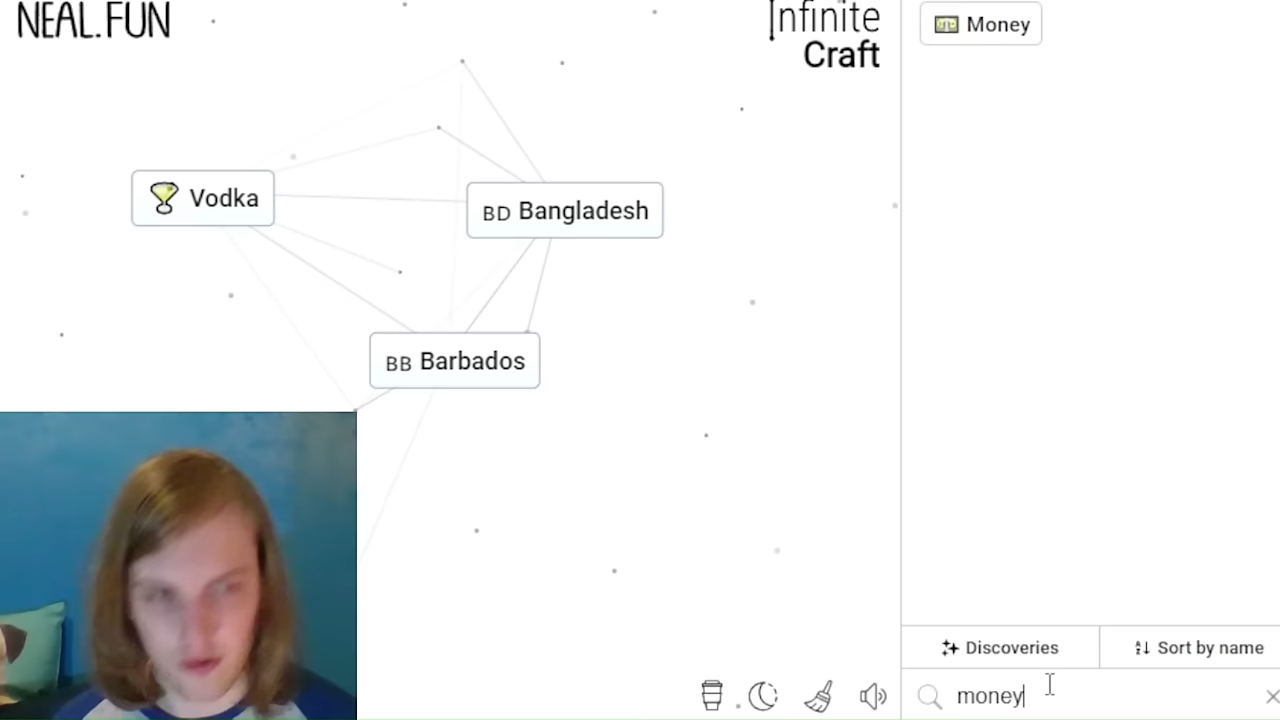 NEAL.FUN
Infinite
Craft
Money
Vodka
BD Bangladesh
BB Barbados
Discoveries
Sort by name
money